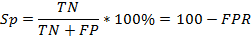 Sp = TN / (TN + FP) * 100% = 100 − FPR